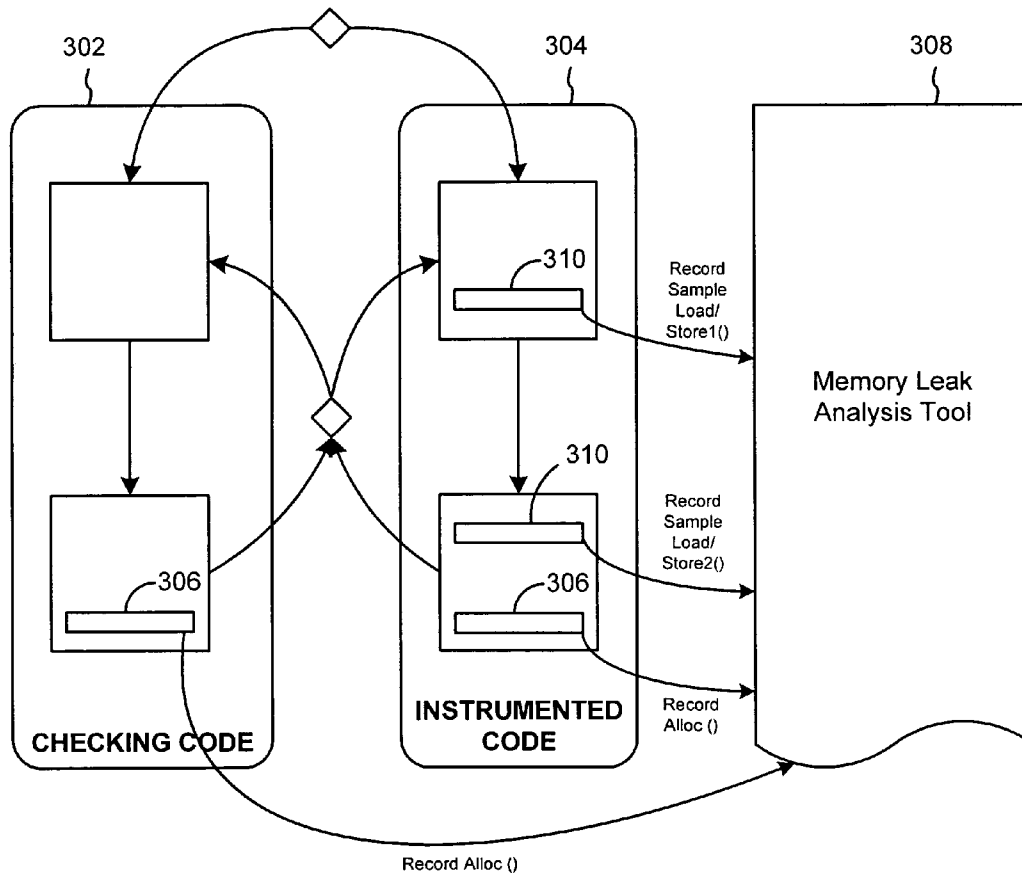 302
304
308
310
Record
Sample
Load/
Store1()
Memory Leak
Analysis Tool
310
Record
Sample
Load/
Store2()
306
306
Record
Alloc ()
INSTRUMENTED
CODE
CHECKING CODE
Record Alloc ()